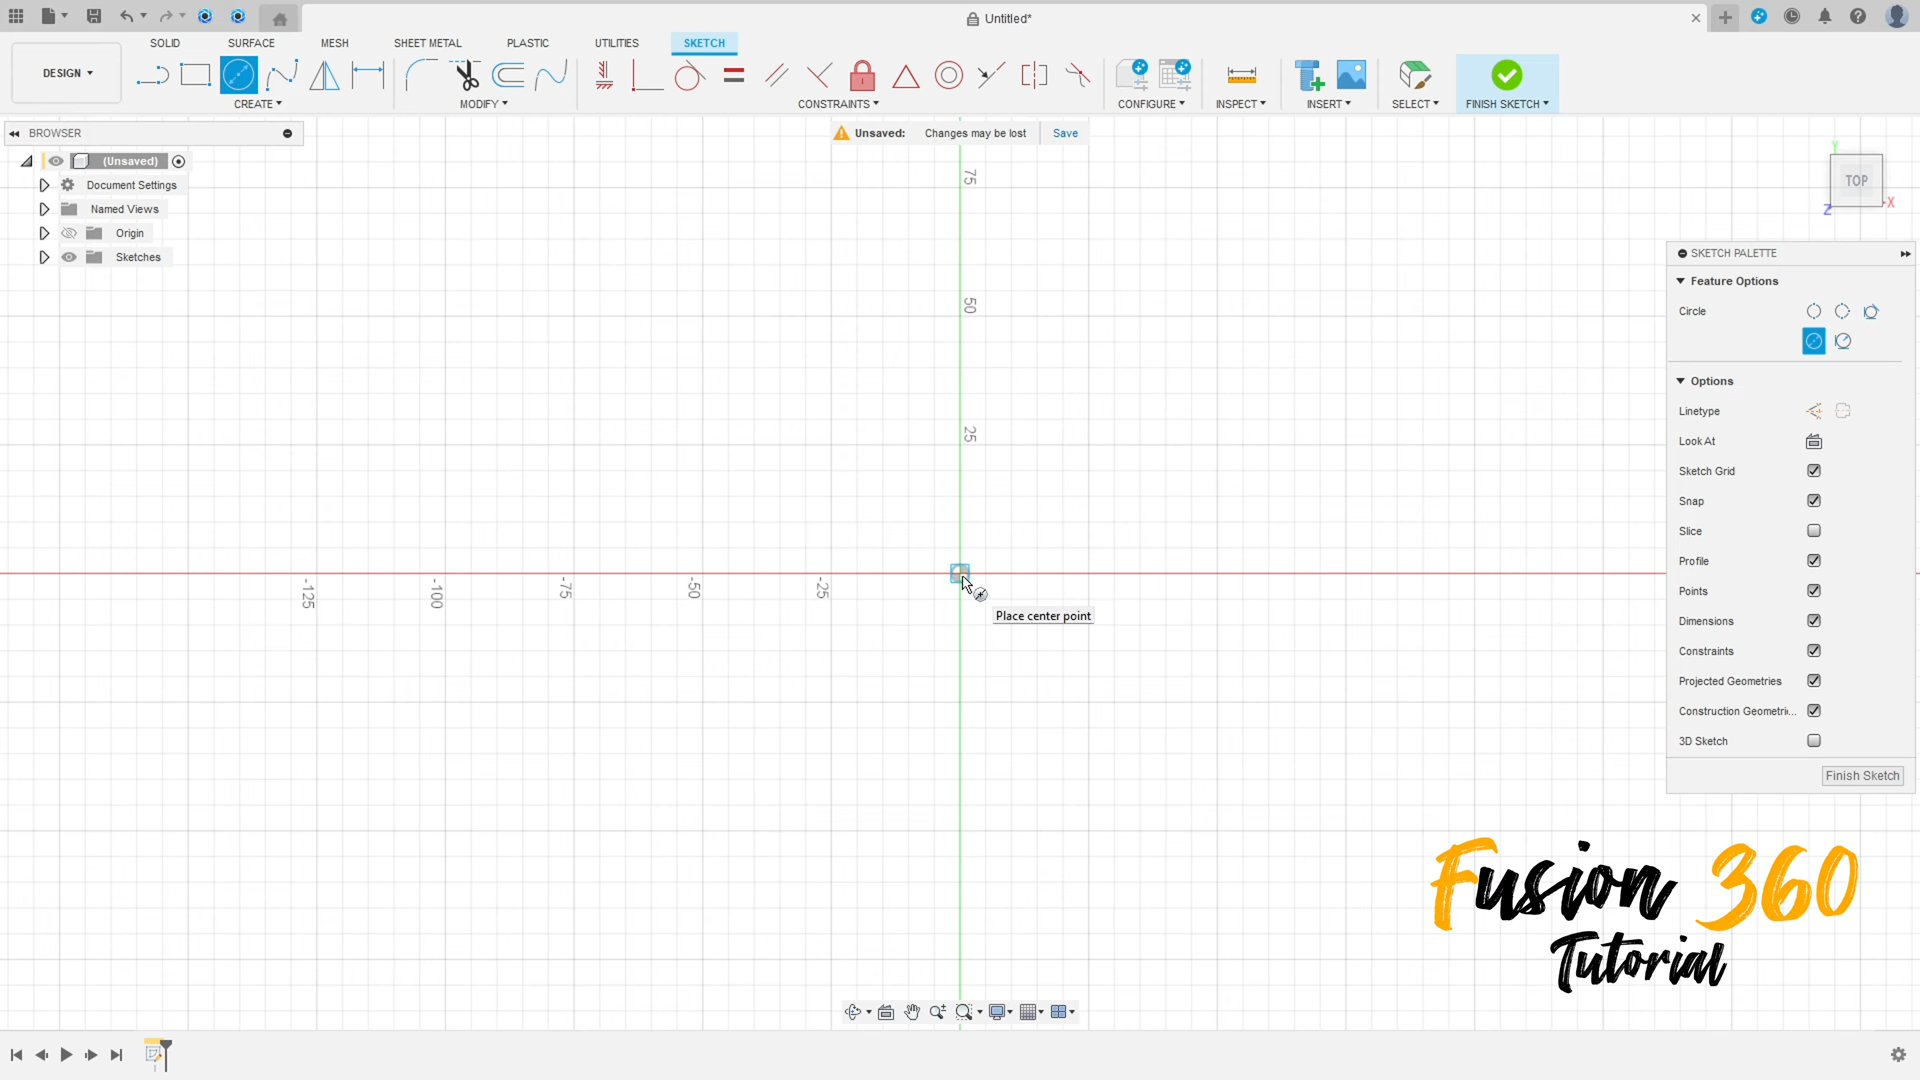 Untitled*
SOLID
SURFACE
MESH
SHEET METAL
PLASTIC
UTILITIES
SKETCH
DESIGN
CREATE
MODIFY
CONSTRAINTS
CONFIGURE
INSPECT
INSERT
SELECT
FINISH SKETCH
BROWSER
Unsaved: Changes may be lost Save
(Unsaved)
Document Settings
Named Views
Origin
Sketches
Y
TOP
X
Z
75
50
25
-125
-100
-75
-50
-25
Place center point
SKETCH PALETTE
Feature Options
Circle
Options
Linetype
Look At
Sketch Grid
Snap
Slice
Profile
Points
Dimensions
Constraints
Projected Geometries
Construction Geometri...
3D Sketch
Finish Sketch
Fusion 360
Tutorial